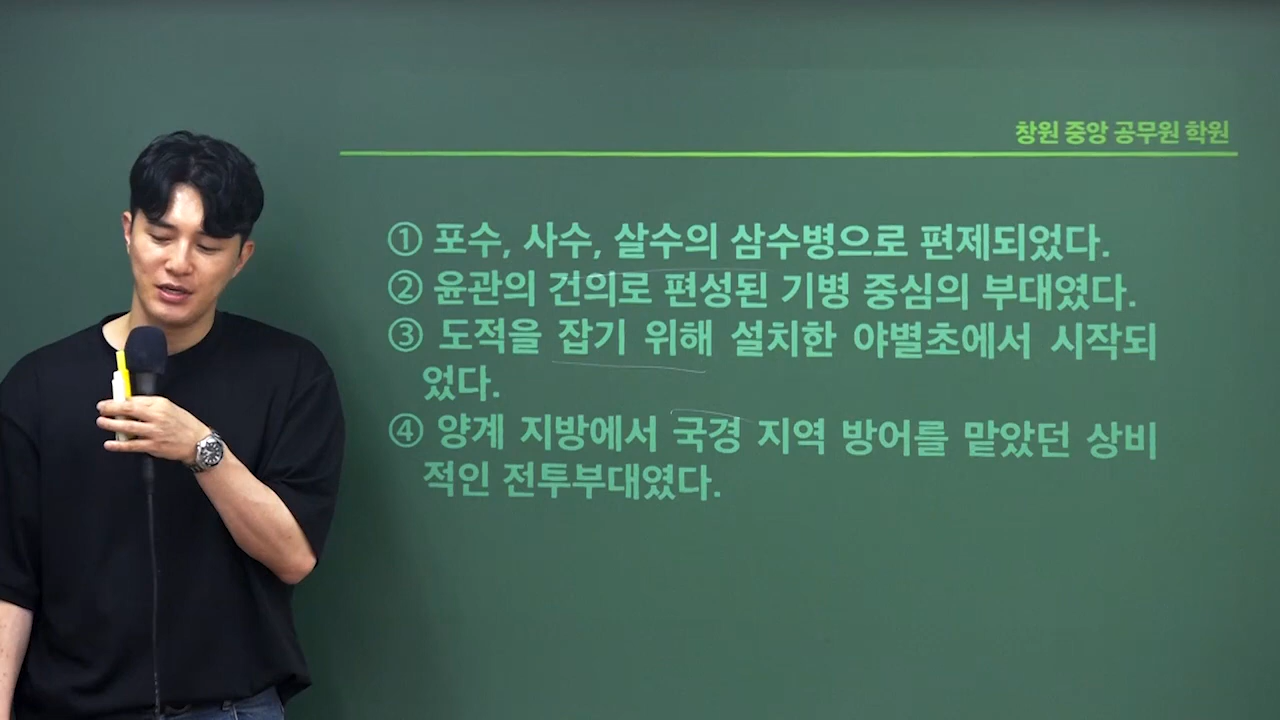 창원 중앙 공무원 학원
① 포수, 사수, 살수의 삼수병으로 편제되었다.
② 윤관의 건의로 편성된 기병 중심의 부대였다.
③ 도적을 잡기 위해 설치한 야별초에서 시작되
었다.
④ 양계 지방에서 국경 지역 방어를 맡았던 상비
적인 전투부대였다.